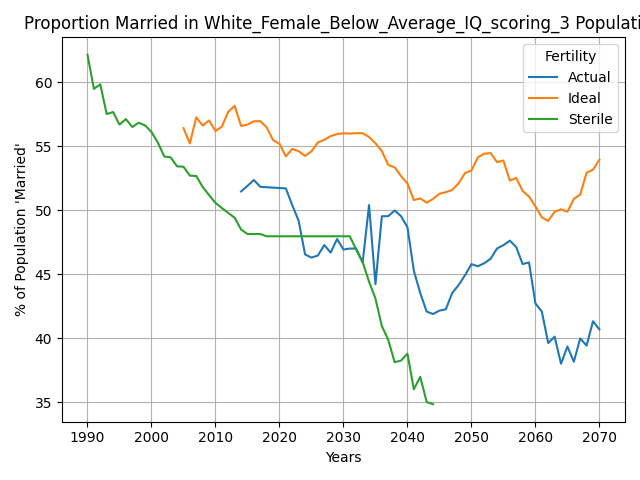 Proportion Married in White_Female_Below_Average_IQ_scoring_3 Populati
Fertility
Actual
Ideal
Sterile
% of Population 'Married'
60
55
50
45
40
35
1990 2000 2010 2020 2030 2040 2050 2060 2070
Years